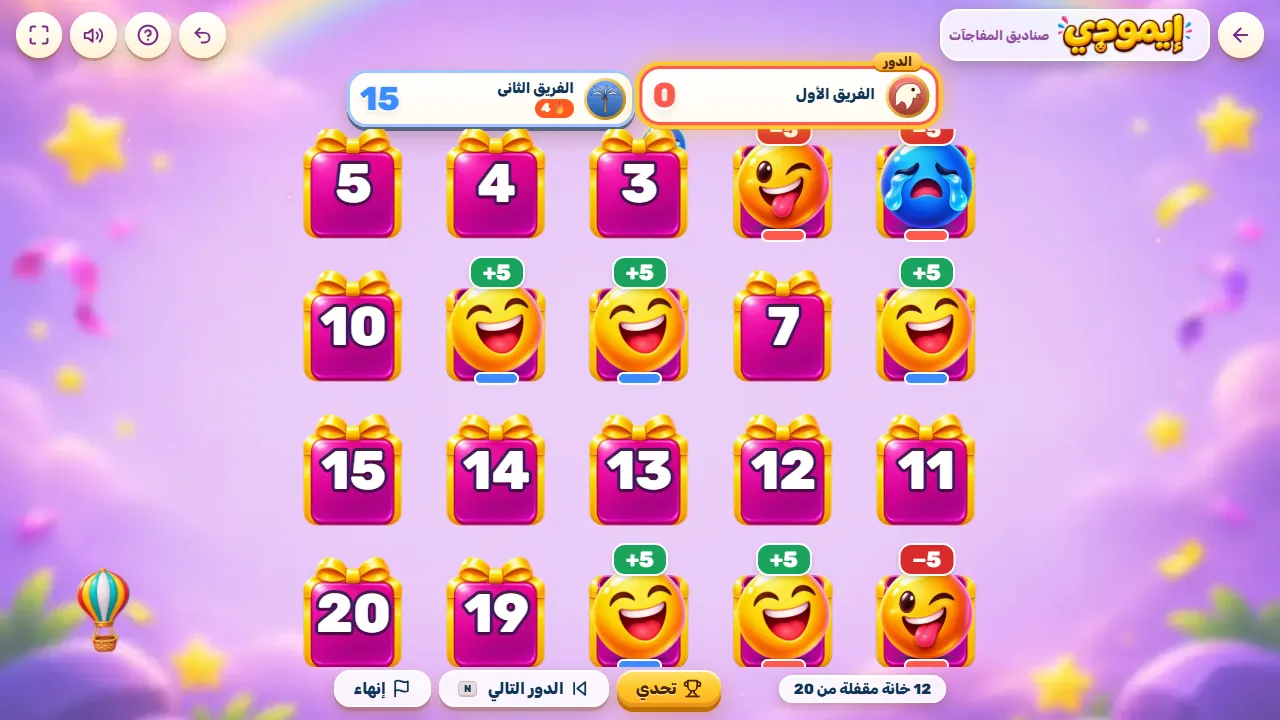 إيموجي
صناديق المفاجآت
الدور
الفريق الأول
0
الفريق الثاني
4
15
-5
-5
3
4
5
+5
7
+5
+5
10
11
12
13
14
15
-5
+5
+5
19
20
12 خانة مقفلة من 20
تحدي
الدور التالي N
إنهاء